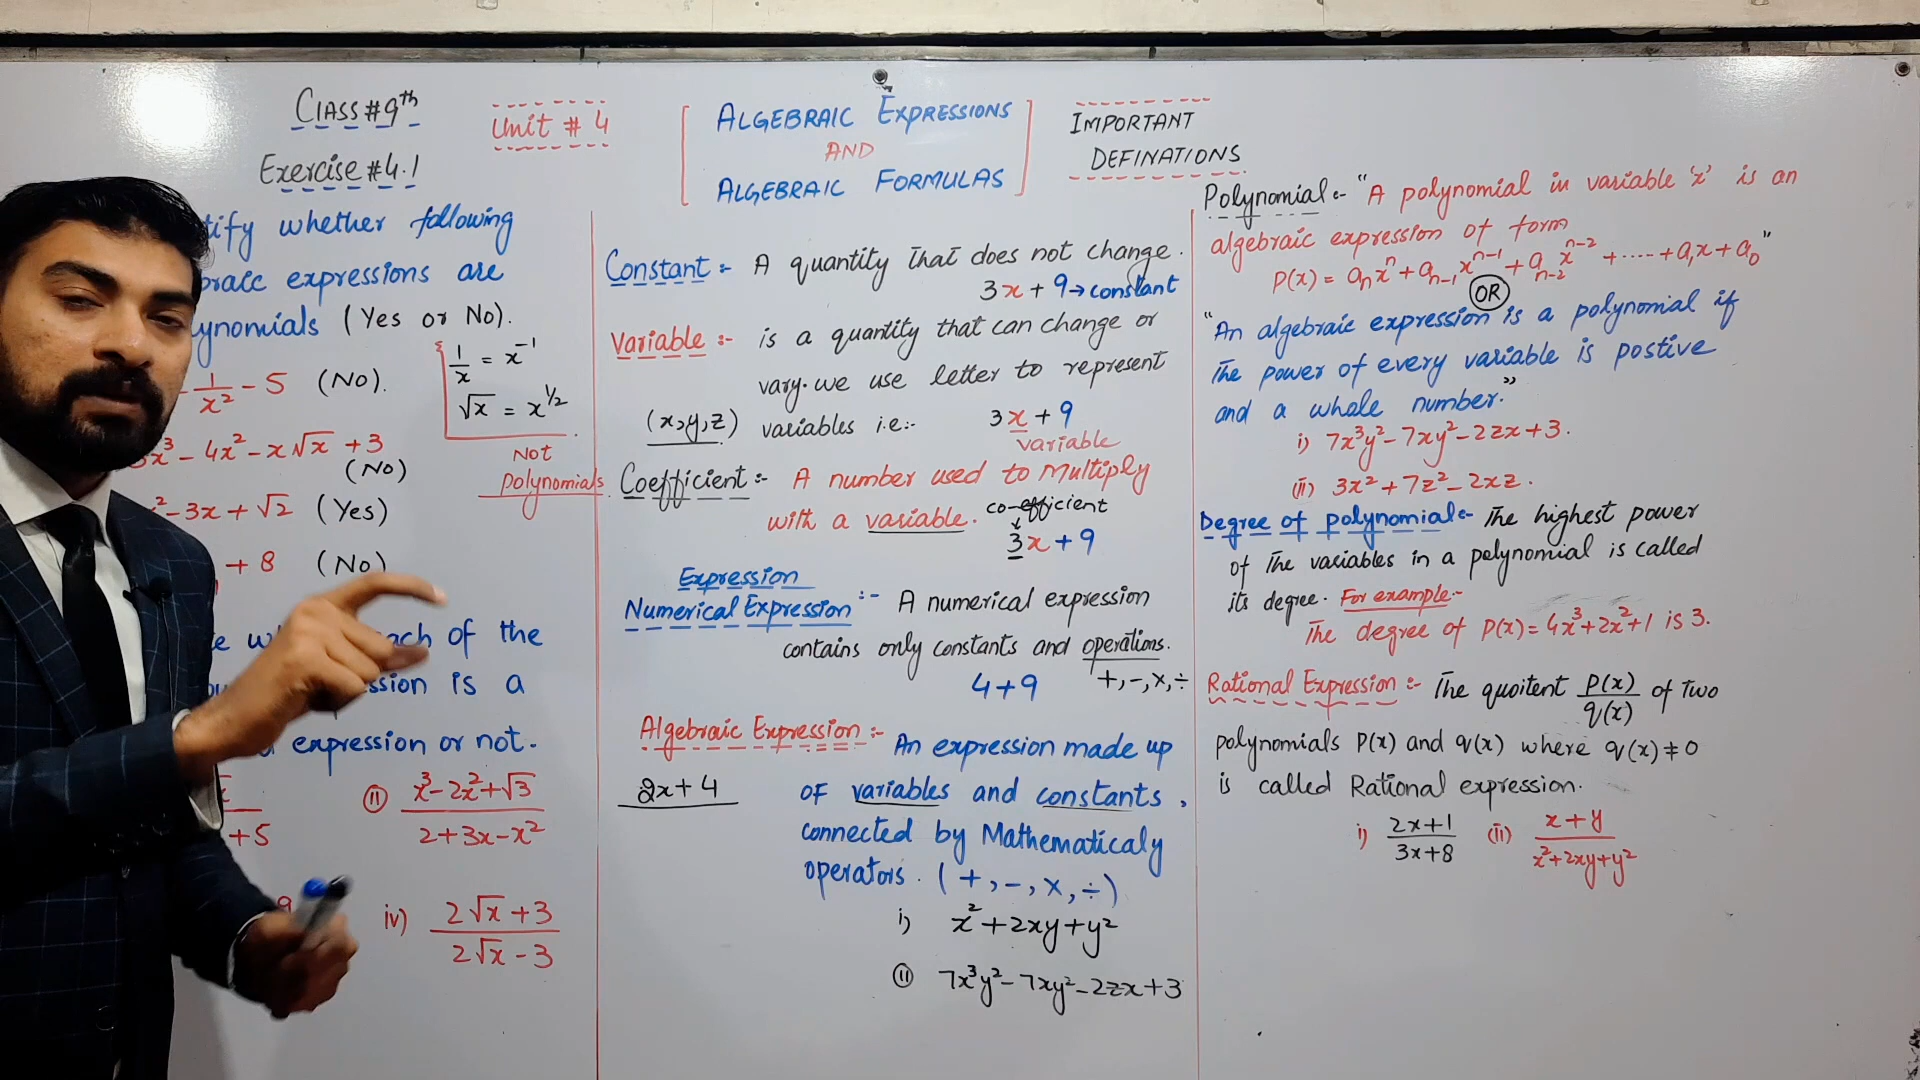 CLASS#9th
Exercise#4.1
Unit # 4
ALGEBRAIC EXPRESSIONS
AND
ALGEBRAIC FORMULAS
IMPORTANT
DEFINATIONS
tify whether following
expressions are
ynomials (Yes or No).
1/x² - 5 (No).
x³ - 4x² - x√x + 3
(No)
² - 3x + √2 (Yes)
+ 8 (No)
1/x = x⁻¹
√x = x^1/2
Not
polynomials
of the
ssion is a
expression or not.
+5
(ii) x³ - 2x² + √3 / 2 + 3x - x²
9
iv) 2√x + 3 / 2√x - 3
Constant :- A quantity that does not change.
3x + 9 → constant
Variable :- is a quantity that can change or
vary. we use letter to represent
(x,y,z) variables i.e:- 3x + 9
variable
Coefficient :- A number used to Multiply
with a variable. co-efficient
3x + 9
Expression
Numerical Expression :- A numerical expression
contains only constants and operations.
4+9 +, -, ×, ÷
Algebraic Expression :- An expression made up
2x+4 of variables and constants,
connected by Mathematicaly
operators. (+, -, ×, ÷)
i) x² + 2xy + y²
(ii) 7x³y² - 7xy² - 2zx + 3
Polynomial :- "A polynomial in variable 'x' is an
algebraic expression of form
P(x) = aₙxⁿ + aₙ₋₁xⁿ⁻¹ + aₙ₋₂xⁿ⁻² + ..... + a₁x + a₀"
OR
"An algebraic expression is a polynomial if
the power of every variable is postive
and a whole number."
i) 7x³y² - 7xy² - 2zx + 3.
(ii) 3x² + 7z² - 2xz.
Degree of polynomial :- The highest power
of the variables in a polynomial is called
its degree. For example :-
The degree of P(x) = 4x³ + 2x² + 1 is 3.
Rational Expression :- The quoitent P(x)/q(x) of two
polynomials P(x) and q(x) where q(x) ≠ 0
is called Rational expression.
i) 2x+1 / 3x+8 (ii) x+y / x²+2xy+y²